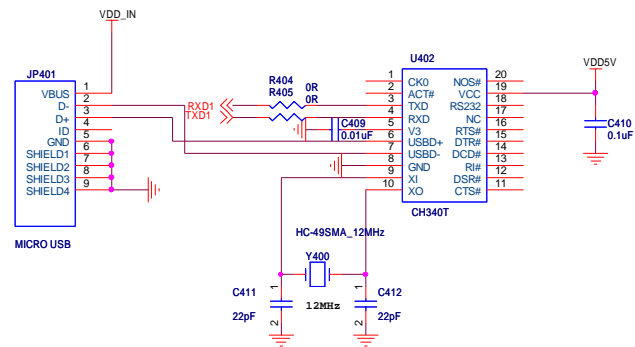 VDD_IN
JP401
VBUS 1
D- 2
D+ 3
ID 4
GND 5
SHIELD1 6
SHIELD2 7
SHIELD3 8
SHIELD4 9
MICRO USB
RXD1
TXD1
R404 0R
R405 0R
C409
0.01uF
U402
1 CK0 NOS# 20
2 ACT# VCC 19
3 TXD RS232 18
4 RXD NC 17
5 V3 RTS# 16
6 USBD+ DTR# 15
7 USBD- DCD# 14
8 GND RI# 13
9 XI DSR# 12
10 XO CTS# 11
CH340T
VDD5V
C410
0.1uF
HC-49SMA_12MHz
Y400
12MHz
C411 1
22pF 2
1 C412
2 22pF